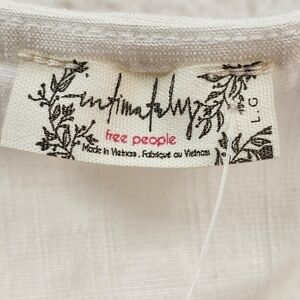 intimately
free people
Made in Vietnam . Fabriqué au Vietnam
L.G